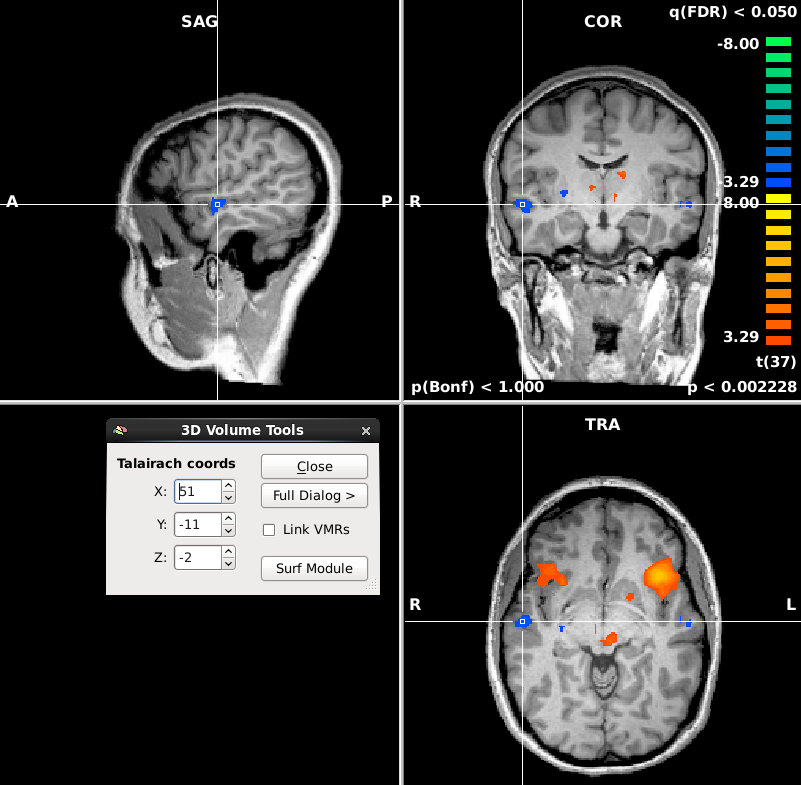 SAG
A
P
COR
q(FDR) < 0.050
-8.00
-3.29
8.00
3.29
t(37)
R
p(Bonf) < 1.000
p < 0.002228
3D Volume Tools
Talairach coords
X: 51
Y: -11
Z: -2
Close
Full Dialog >
Link VMRs
Surf Module
TRA
R
L